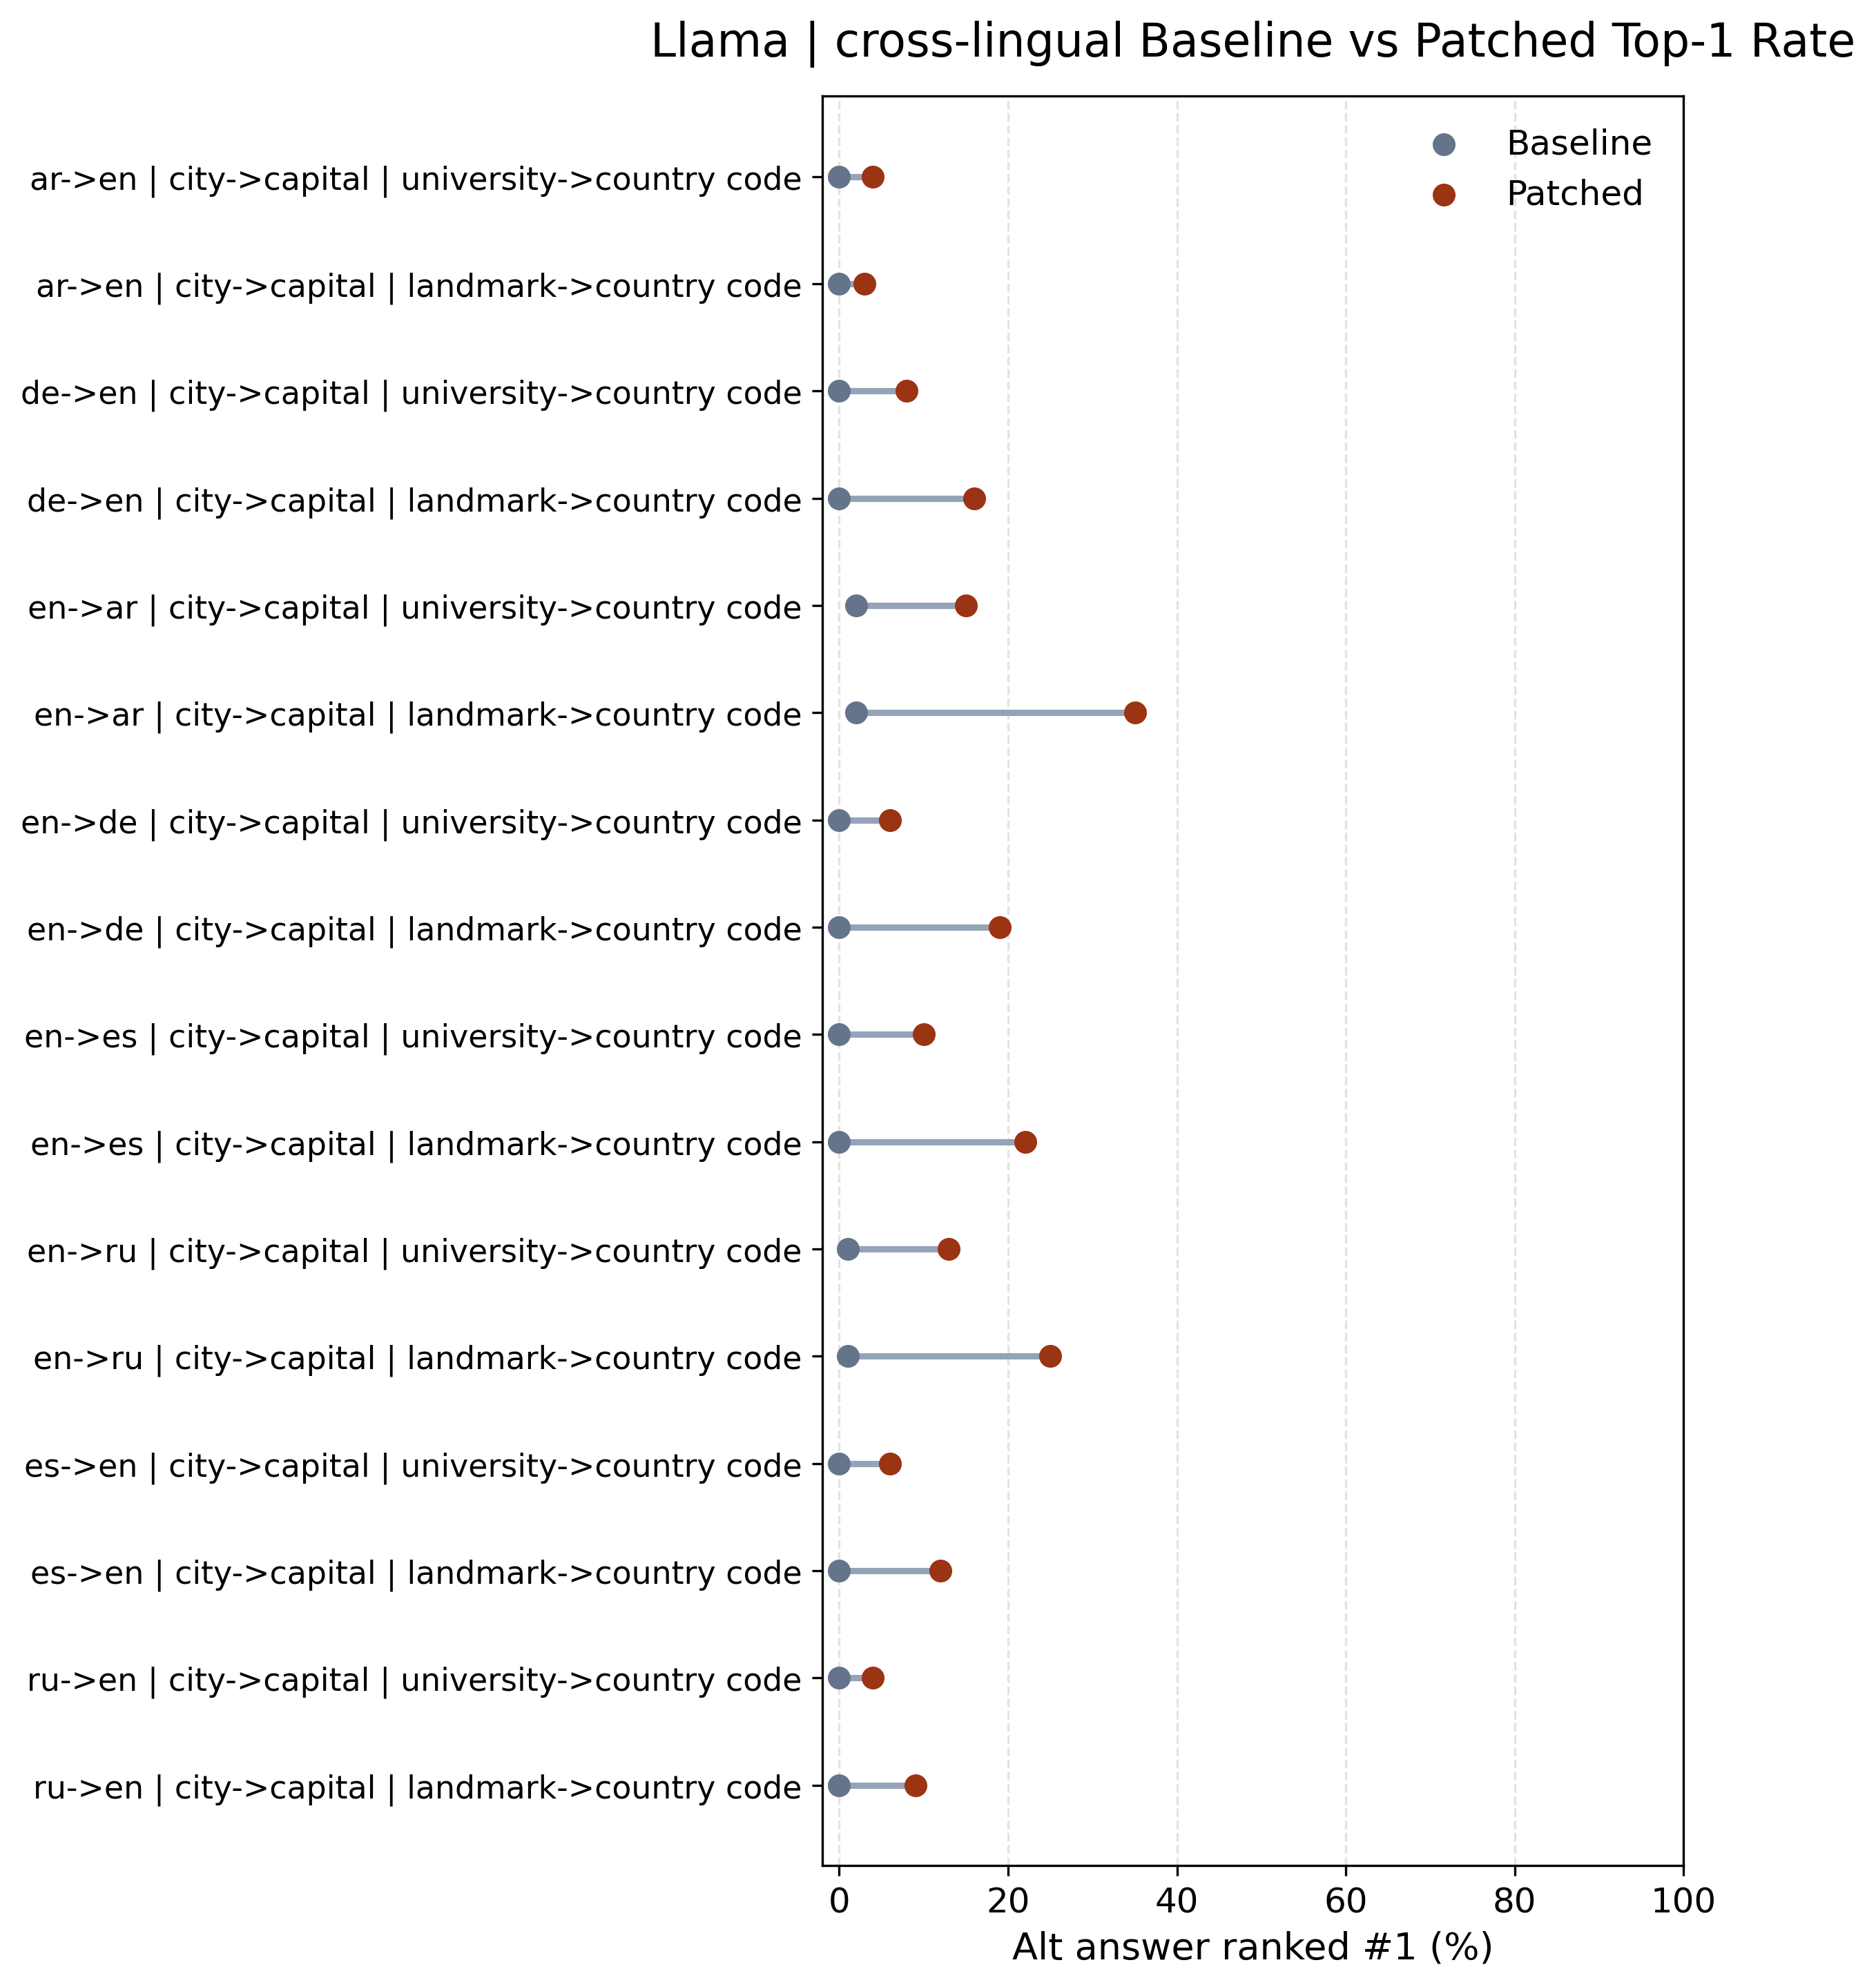 Llama | cross-lingual Baseline vs Patched Top-1 Rate
Baseline
Patched
ar->en | city->capital | university->country code
ar->en | city->capital | landmark->country code
de->en | city->capital | university->country code
de->en | city->capital | landmark->country code
en->ar | city->capital | university->country code
en->ar | city->capital | landmark->country code
en->de | city->capital | university->country code
en->de | city->capital | landmark->country code
en->es | city->capital | university->country code
en->es | city->capital | landmark->country code
en->ru | city->capital | university->country code
en->ru | city->capital | landmark->country code
es->en | city->capital | university->country code
es->en | city->capital | landmark->country code
ru->en | city->capital | university->country code
ru->en | city->capital | landmark->country code
0 20 40 60 80 100
Alt answer ranked #1 (%)